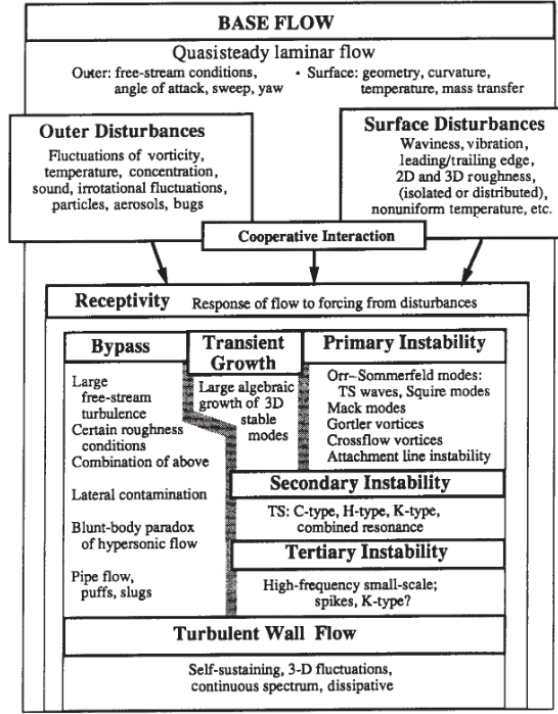 BASE FLOW
Quasisteady laminar flow
Outer: free-stream conditions,
angle of attack, sweep, yaw
• Surface: geometry, curvature,
temperature, mass transfer
Outer Disturbances
Fluctuations of vorticity,
temperature, concentration,
sound, irrotational fluctuations,
particles, aerosols, bugs
Surface Disturbances
Waviness, vibration,
leading/trailing edge,
2D and 3D roughness,
(isolated or distributed),
nonuniform temperature, etc.
Cooperative Interaction
Receptivity Response of flow to forcing from disturbances
Bypass
Large
free-stream
turbulence
Certain roughness
conditions
Combination of above
Lateral contamination
Blunt-body paradox
of hypersonic flow
Pipe flow,
puffs, slugs
Transient
Growth
Large algebraic
growth of 3D
stable
modes
Primary Instability
Orr--Sommerfeld modes:
TS waves, Squire modes
Mack modes
Gortler vortices
Crossflow vortices
Attachment line instability
Secondary Instability
TS: C-type, H-type, K-type,
combined resonance
Tertiary Instability
High-frequency small-scale;
spikes, K-type?
Turbulent Wall Flow
Self-sustaining, 3-D fluctuations,
continuous spectrum, dissipative